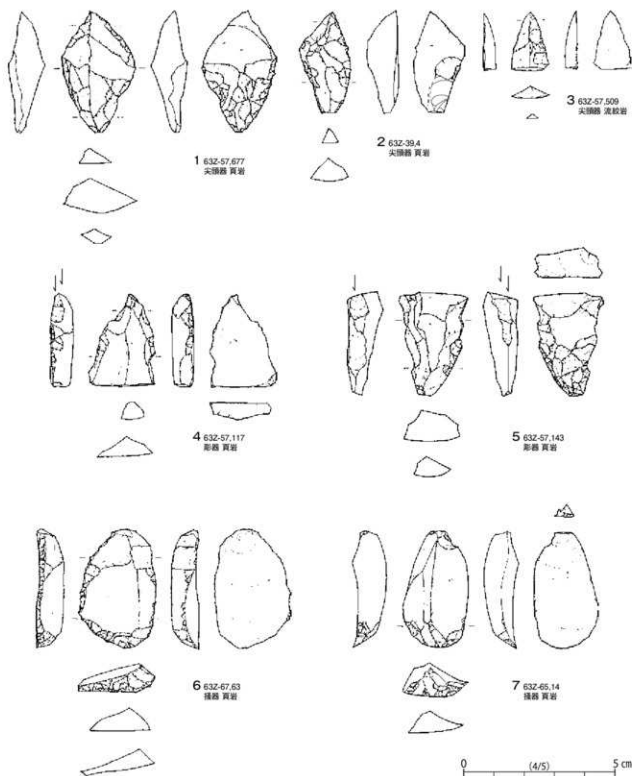 1 63Z-57,677
尖頭器 頁岩
2 63Z-39,4
尖頭器 頁岩
3 63Z-57,509
尖頭器 流紋岩
4 63Z-57,117
彫器 頁岩
5 63Z-57,143
彫器 頁岩
6 63Z-67,63
掻器 頁岩
7 63Z-65,14
掻器 頁岩
0 (4/5) 5 cm